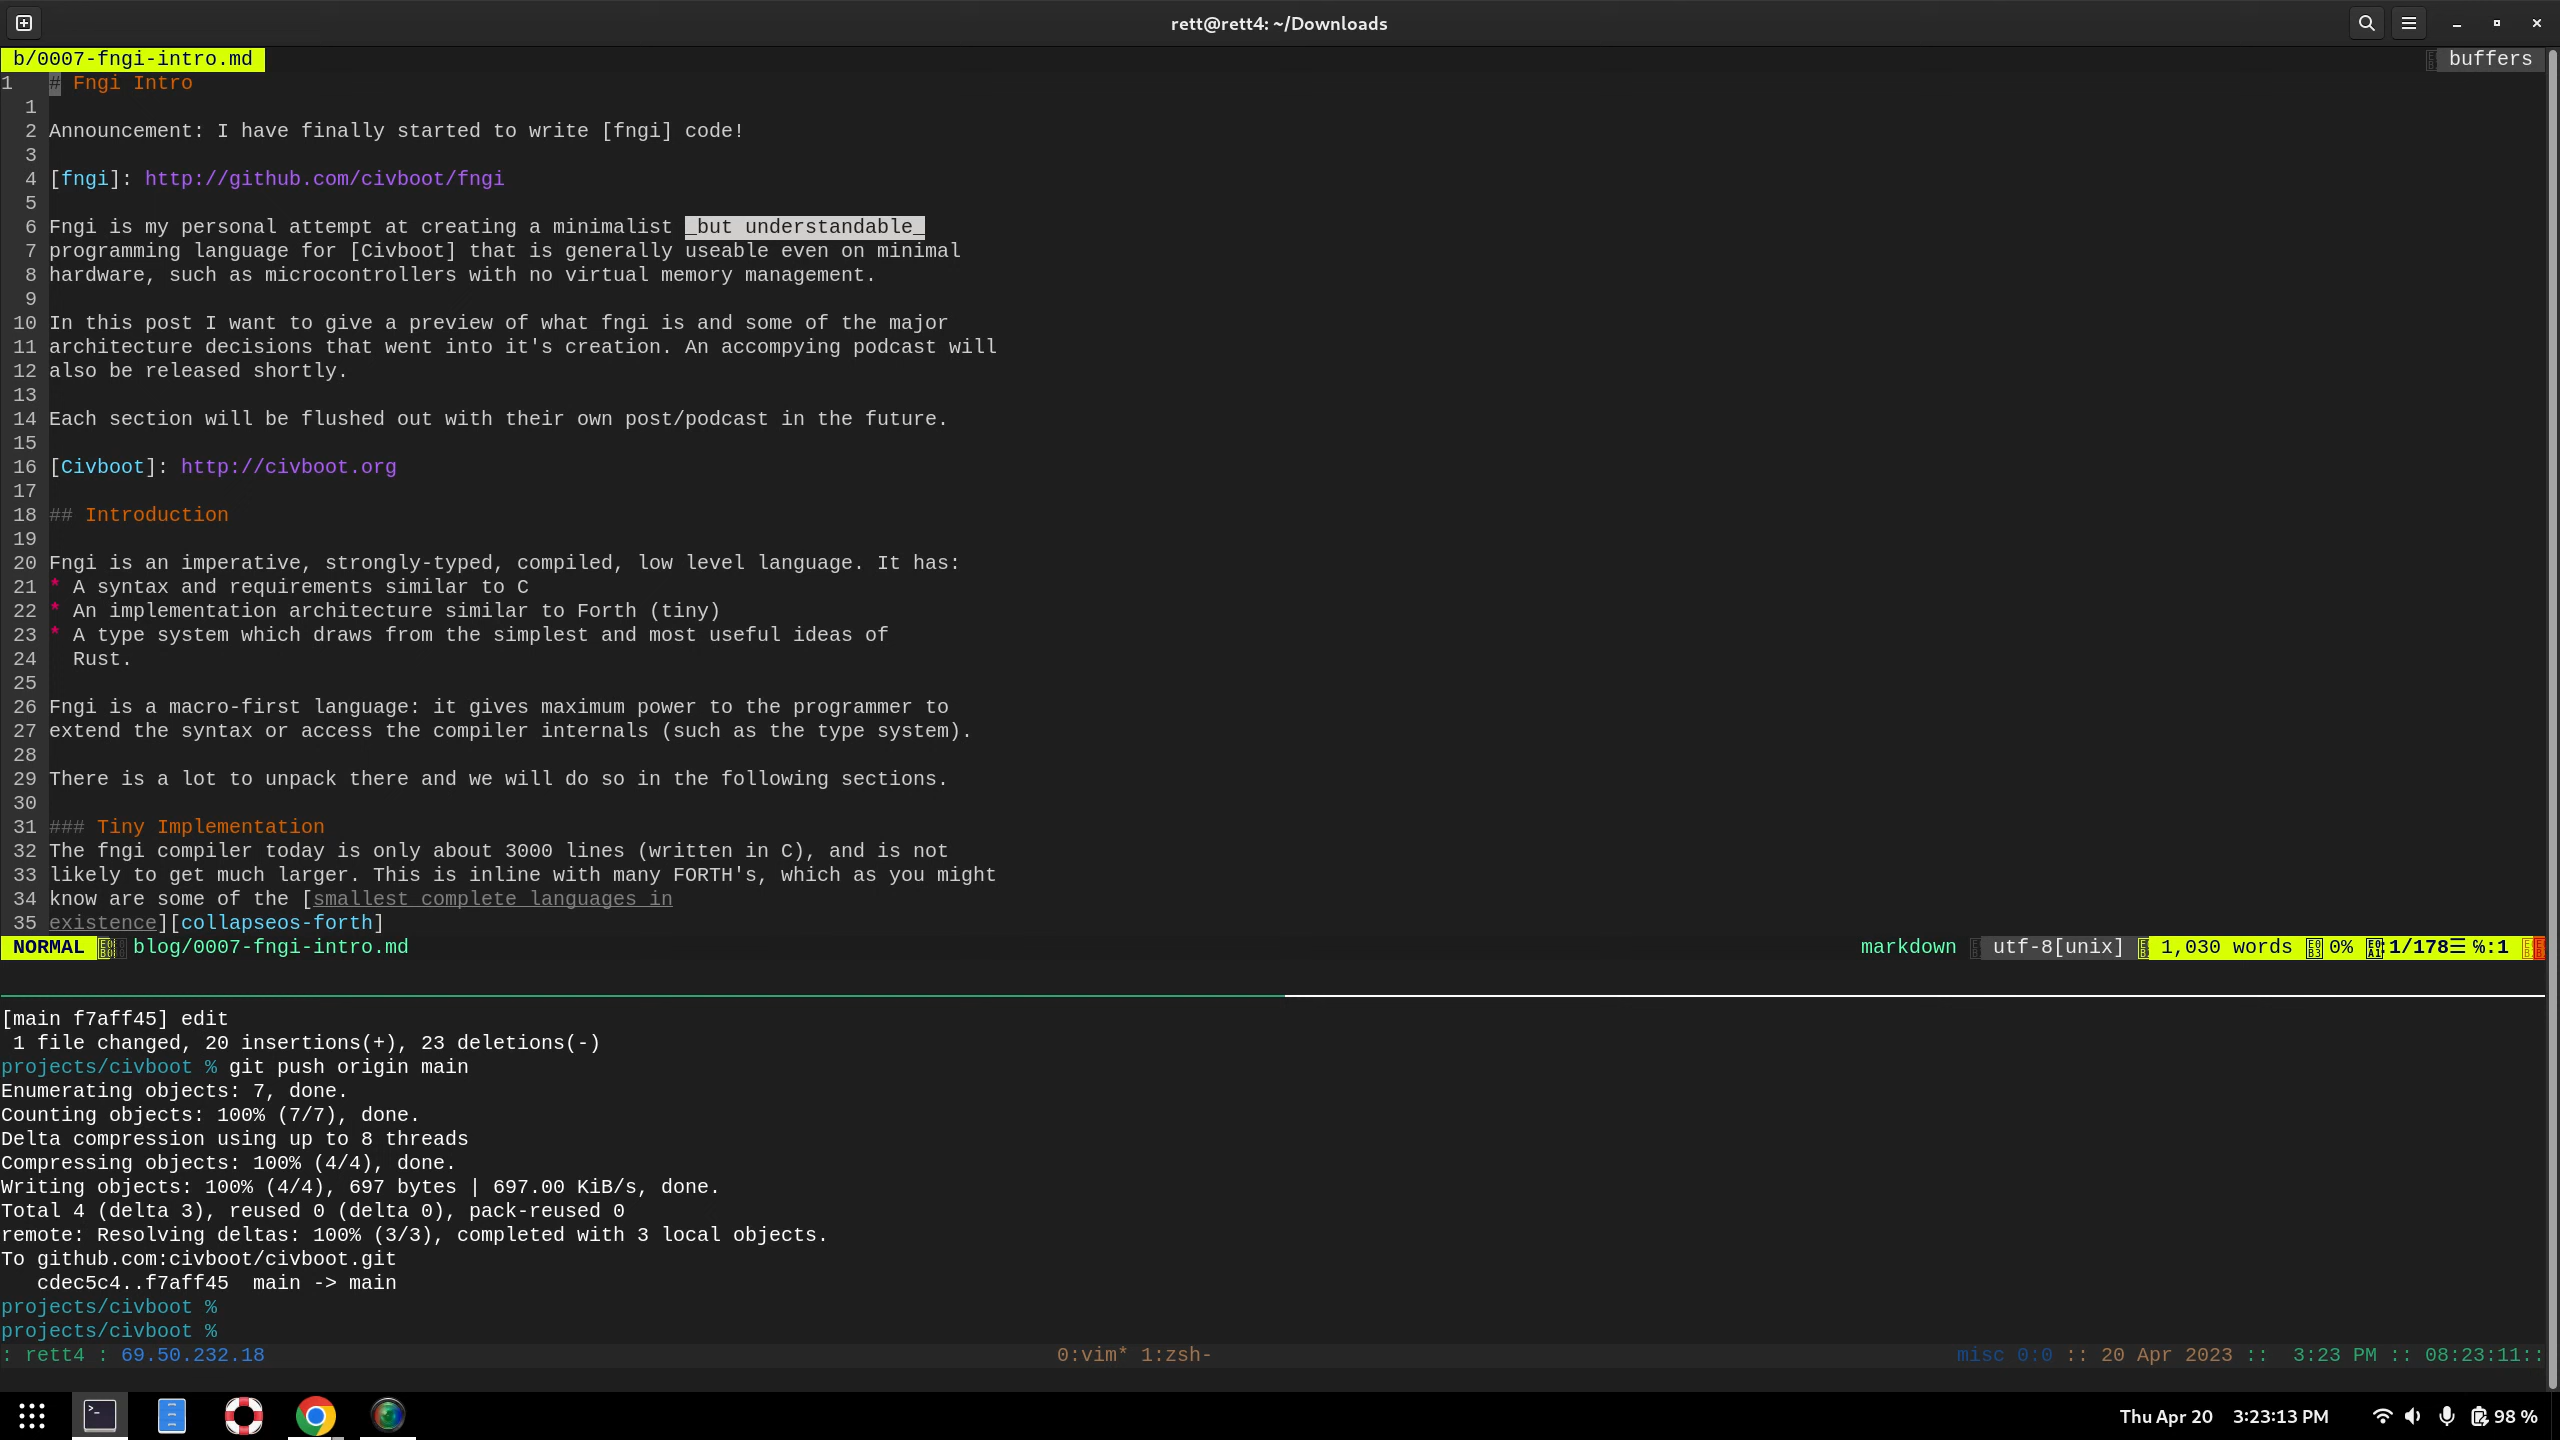 rett@rett4: ~/Downloads
b/0007-fngi-intro.md buffers
1 # Fngi Intro
1
2 Announcement: I have finally started to write [fngi] code!
3
4 [fngi]: http://github.com/civboot/fngi
5
6 Fngi is my personal attempt at creating a minimalist _but understandable_
7 programming language for [Civboot] that is generally useable even on minimal
8 hardware, such as microcontrollers with no virtual memory management.
9
10 In this post I want to give a preview of what fngi is and some of the major
11 architecture decisions that went into it's creation. An accompying podcast will
12 also be released shortly.
13
14 Each section will be flushed out with their own post/podcast in the future.
15
16 [Civboot]: http://civboot.org
17
18 ## Introduction
19
20 Fngi is an imperative, strongly-typed, compiled, low level language. It has:
21 * A syntax and requirements similar to C
22 * An implementation architecture similar to Forth (tiny)
23 * A type system which draws from the simplest and most useful ideas of
24 Rust.
25
26 Fngi is a macro-first language: it gives maximum power to the programmer to
27 extend the syntax or access the compiler internals (such as the type system).
28
29 There is a lot to unpack there and we will do so in the following sections.
30
31 ### Tiny Implementation
32 The fngi compiler today is only about 3000 lines (written in C), and is not
33 likely to get much larger. This is inline with many FORTH's, which as you might
34 know are some of the [smallest complete languages in
35 existence][collapseos-forth]
NORMAL blog/0007-fngi-intro.md markdown utf-8[unix] 1,030 words 0% :1/178☰ ℅:1
[main f7aff45] edit
1 file changed, 20 insertions(+), 23 deletions(-)
projects/civboot % git push origin main
Enumerating objects: 7, done.
Counting objects: 100% (7/7), done.
Delta compression using up to 8 threads
Compressing objects: 100% (4/4), done.
Writing objects: 100% (4/4), 697 bytes | 697.00 KiB/s, done.
Total 4 (delta 3), reused 0 (delta 0), pack-reused 0
remote: Resolving deltas: 100% (3/3), completed with 3 local objects.
To github.com:civboot/civboot.git
cdec5c4..f7aff45 main -> main
projects/civboot %
projects/civboot %
: rett4 : 69.50.232.18 0:vim* 1:zsh- misc 0:0 :: 20 Apr 2023 :: 3:23 PM :: 08:23:11::
Thu Apr 20 3:23:13 PM 98 %